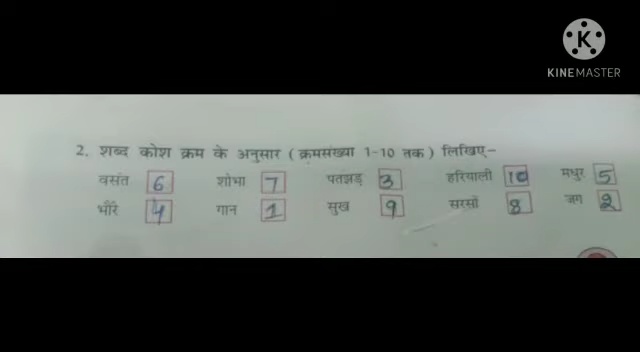 KINEMASTER
2. शब्द कोश क्रम के अनुसार ( क्रमसंख्या 1-10 तक ) लिखिए–
वसंत 6 शोभा 7 पतझड़ 3 हरियाली 10 मधुर 5
भौंरे 4 गान 1 सुख 9 सरसों 8 जग 2